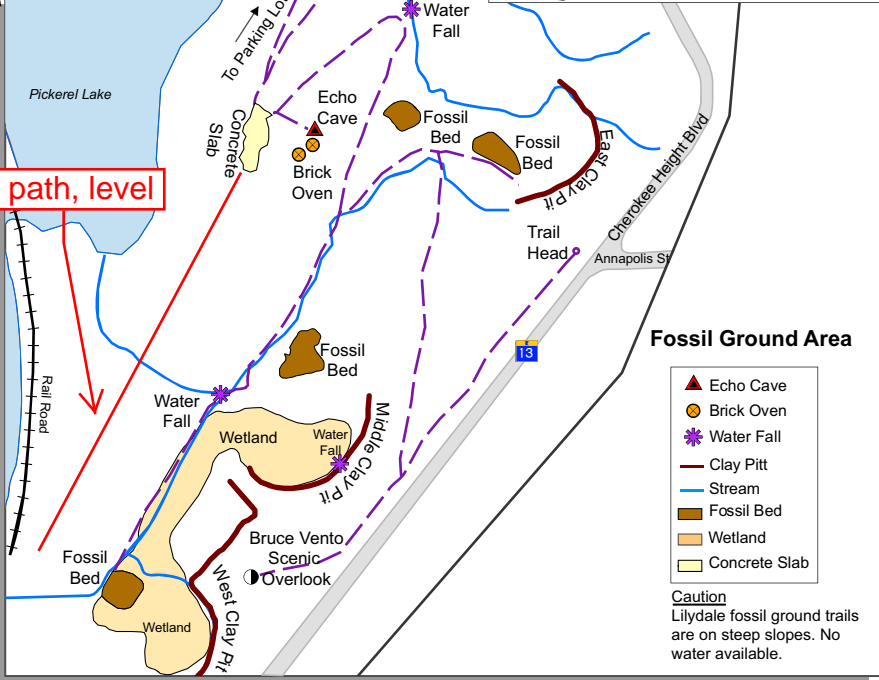 To Parking Lo
Water
Fall
Pickerel Lake
Echo
Cave
Concrete
Slab
Fossil
Bed
Fossil
Bed
East Clay Pit
Brick
Oven
path, level
Cherokee Height Blvd
Trail
Head
Annapolis St
13
Fossil
Bed
Rail Road
Water
Fall
Wetland
Water
Fall
Middle Clay Pit
Bruce Vento
Scenic
Overlook
Fossil
Bed
West Clay Pit
Wetland
Fossil Ground Area
Echo Cave
Brick Oven
Water Fall
Clay Pitt
Stream
Fossil Bed
Wetland
Concrete Slab
Caution
Lilydale fossil ground trails
are on steep slopes. No
water available.